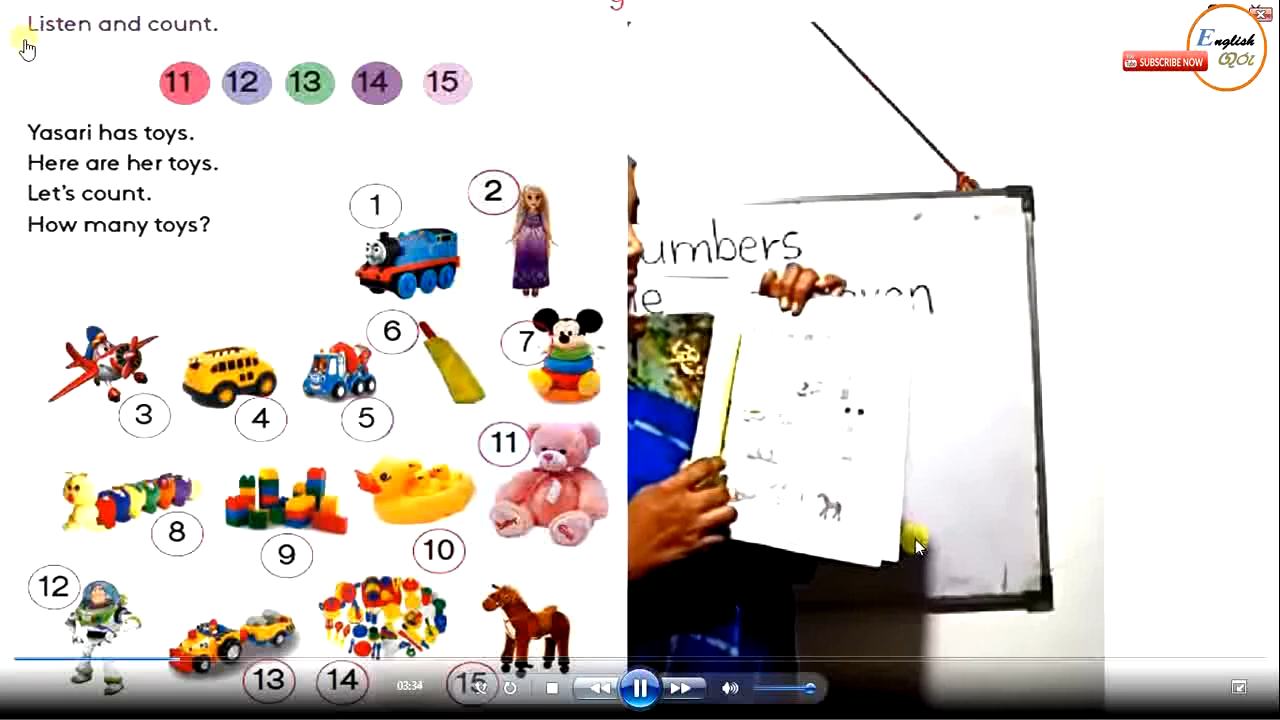 Listen and count.
11 12 13 14 15
Yasari has toys.
Here are her toys.
Let's count.
How many toys?
1
2
3
4
5
6
7
8
9
10
11
12
13
14
15
umbers
English
ගුරු
SUBSCRIBE NOW
03:34